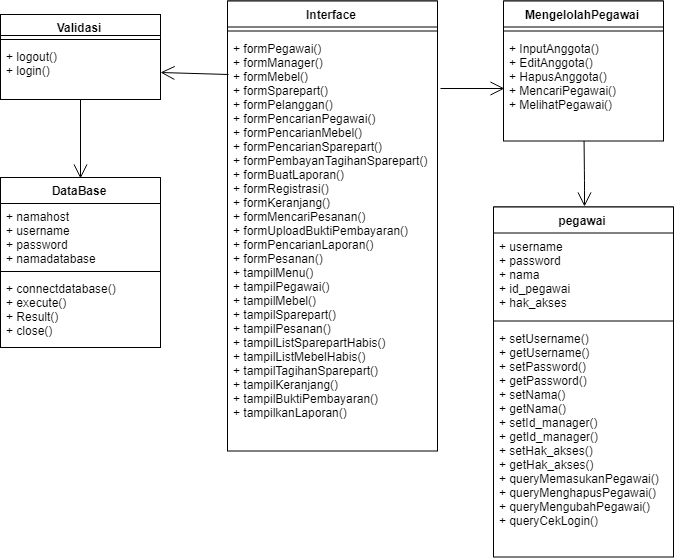 Validasi
+ logout()
+ login()
DataBase
+ namahost
+ username
+ password
+ namadatabase
+ connectdatabase()
+ execute()
+ Result()
+ close()
Interface
+ formPegawai()
+ formManager()
+ formMebel()
+ formSparepart()
+ formPelanggan()
+ formPencarianPegawai()
+ formPencarianMebel()
+ formPencarianSparepart()
+ formPembayanTagihanSparepart()
+ formBuatLaporan()
+ formRegistrasi()
+ formKeranjang()
+ formMencariPesanan()
+ formUploadBuktiPembayaran()
+ formPencarianLaporan()
+ formPesanan()
+ tampilMenu()
+ tampilPegawai()
+ tampilMebel()
+ tampilSparepart()
+ tampilPesanan()
+ tampilListSparepartHabis()
+ tampilListMebelHabis()
+ tampilTagihanSparepart()
+ tampilKeranjang()
+ tampilBuktiPembayaran()
+ tampilkanLaporan()
MengelolahPegawai
+ InputAnggota()
+ EditAnggota()
+ HapusAnggota()
+ MencariPegawai()
+ MelihatPegawai()
pegawai
+ username
+ password
+ nama
+ id_pegawai
+ hak_akses
+ setUsername()
+ getUsername()
+ setPassword()
+ getPassword()
+ setNama()
+ getNama()
+ setId_manager()
+ getId_manager()
+ setHak_akses()
+ getHak_akses()
+ queryMemasukanPegawai()
+ queryMenghapusPegawai()
+ queryMengubahPegawai()
+ queryCekLogin()